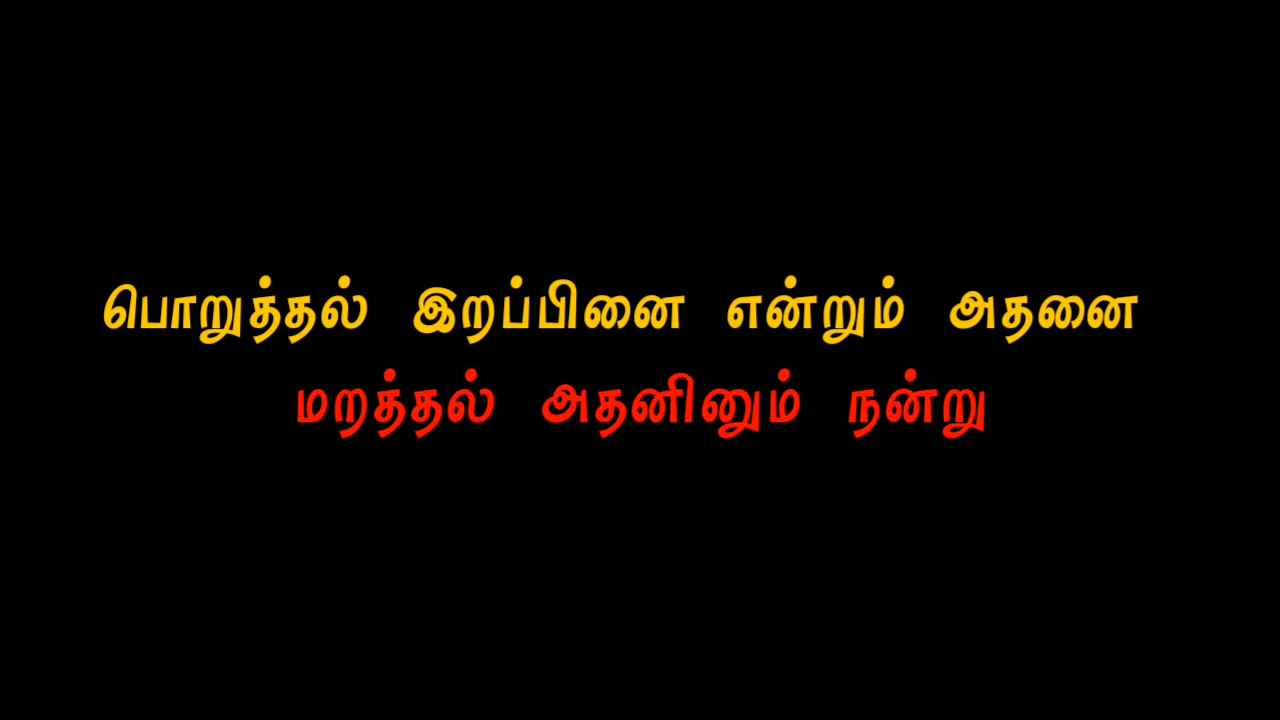 பொறுத்தல் இறப்பினை என்றும் அதனை
மறத்தல் அதனினும் நன்று